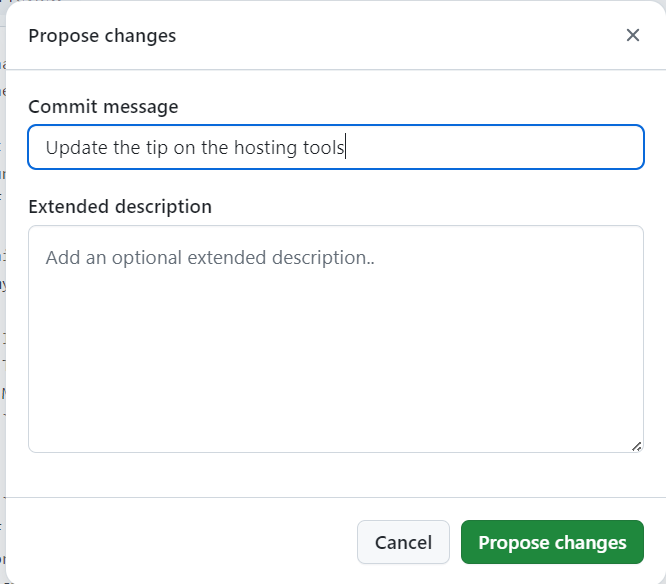 Propose changes
Commit message
Update the tip on the hosting tools
Extended description
Add an optional extended description..
Cancel
Propose changes